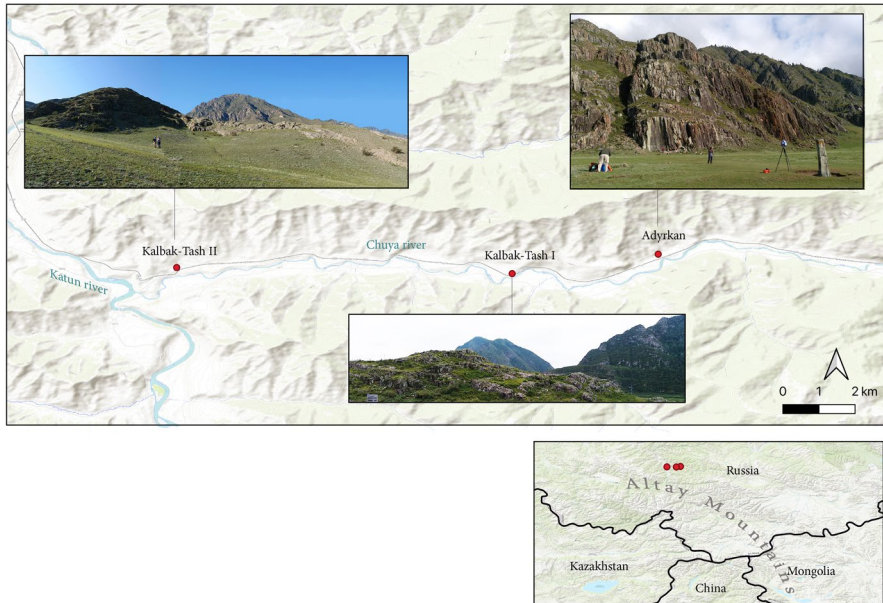 Kalbak-Tash II
Chuya river
Kalbak-Tash I
Adyrkan
Katun river
0 1 2 km
Russia
Altay Mountains
Kazakhstan
China
Mongolia